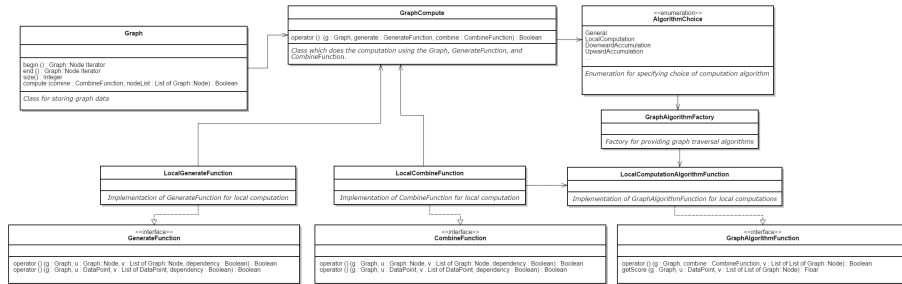 GraphCompute
operator () (g : Graph, generate : GenerateFunction, combine : CombineFunction) : Boolean
Class which does the computation using the Graph, GenerateFunction, and
CombineFunction.
<<enumeration>>
AlgorithmChoice
General
LocalComputation
DownwardAccumulation
UpwardAccumulation
...
Enumeration for specifying choice of computation algorithm
Graph
begin () : Graph::Node Iterator
end () : Graph::Node Iterator
size() : Integer
compute (comine : CombineFunction, nodeList : List of Graph::Node) : Boolean
Class for storing graph data
GraphAlgorithmFactory
Factory for providing graph traversal algorithms
LocalGenerateFunction
Implementation of GenerateFunction for local computation
LocalCombineFunction
Implementation of CombineFunction for local computation
LocalComputationAlgorithmFunction
Implementation of GraphAlgorithmFunction for local computations
<<interface>>
GenerateFunction
operator () (g : Graph, u : Graph::Node, v : List of Graph::Node, dependency : Boolean) : Boolean
operator () (g : Graph, u : DataPoint, v : List of DataPoint, dependency : Boolean) : Boolean
<<interface>>
CombineFunction
operator () (g : Graph, u : Graph::Node, v : List of Graph::Node, dependency : Boolean) : Boolean
operator () (g : Graph, u : DataPoint, v : List of DataPoint, dependency : Boolean) : Boolean
<<interface>>
GraphAlgorithmFunction
operator () (g : Graph, combine : CombineFunction, v : List of List of Graph::Node) : Boolean
getScore (g : Graph, u : DataPoint, v : List of List of Graph::Node) : Floar